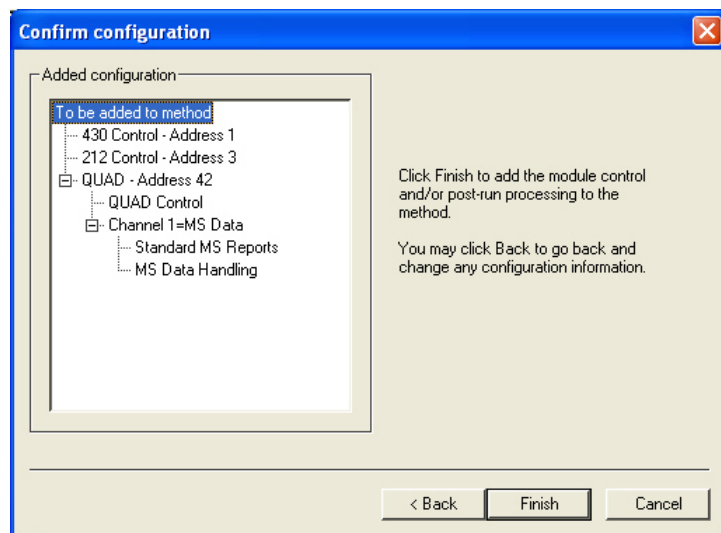 Confirm configuration
Added configuration
To be added to method
430 Control - Address 1
212 Control - Address 3
QUAD - Address 42
QUAD Control
Channel 1=MS Data
Standard MS Reports
MS Data Handling
Click Finish to add the module control
and/or post-run processing to the
method.
You may click Back to go back and
change any configuration information.
< Back
Finish
Cancel